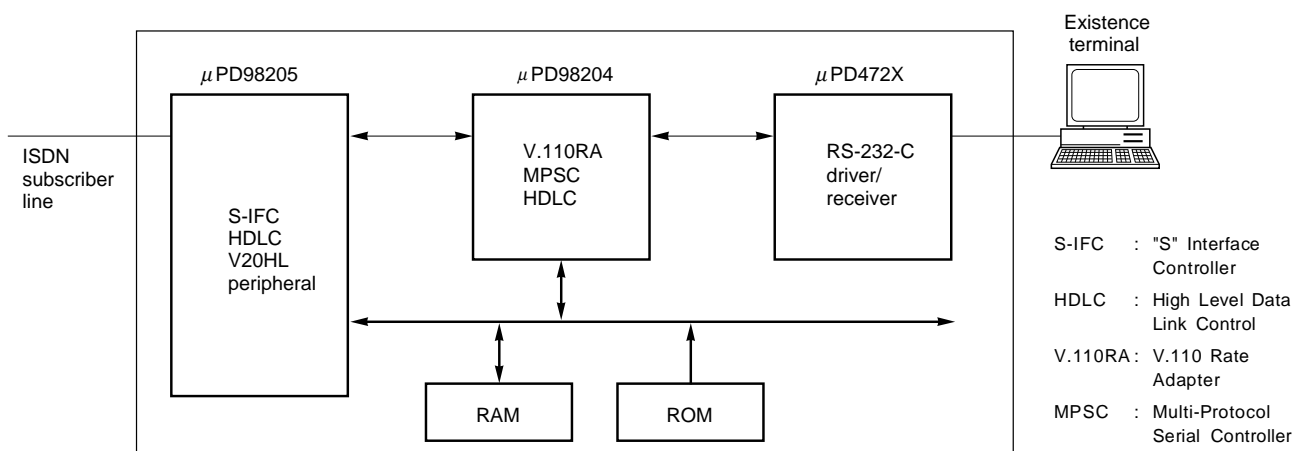 Existence
terminal
μPD98205
μPD98204
μPD472X
ISDN
subscriber
line
S-IFC
HDLC
V20HL
peripheral
V.110RA
MPSC
HDLC
RS-232-C
driver/
receiver
RAM
ROM
S-IFC : "S" Interface
Controller
HDLC : High Level Data
Link Control
V.110RA : V.110 Rate
Adapter
MPSC : Multi-Protocol
Serial Controller